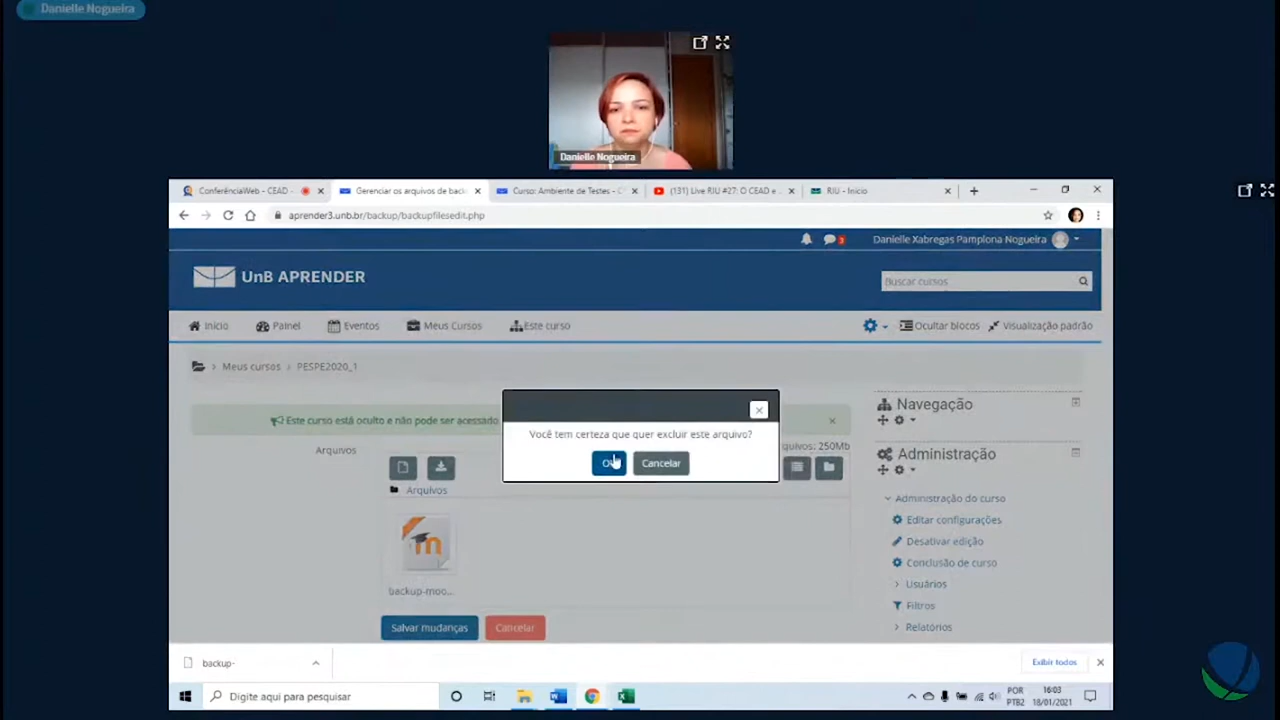 Danielle Nogueira
Danielle Nogueira
ConferênciaWeb - CEAD -
Gerenciar os arquivos de bac
Curso: Ambiente de Testes - C
(131) Live RIU #27: O CEAD e
RIU - Início
aprender3.unb.br/backup/backupfilesedit.php
3
Danielle Xabregas Pamplona Nogueira
UnB APRENDER
Buscar cursos
Início
Painel
Eventos
Meus Cursos
Este curso
Ocultar blocos
Visualização padrão
Meus cursos
PESPE2020_1
Navegação
Este curso está oculto e não pode ser acessado
Você tem certeza que quer excluir este arquivo?
Arquivos
quivos: 250Mb
Administração
Cancelar
Arquivos
Administração do curso
Editar configurações
Desativar edição
Conclusão de curso
backup-moo...
Usuários
Filtros
Salvar mudanças
Cancelar
Relatórios
backup-
Exibir todos
Digite aqui para pesquisar
POR
PTB2
16:03
18/01/2021